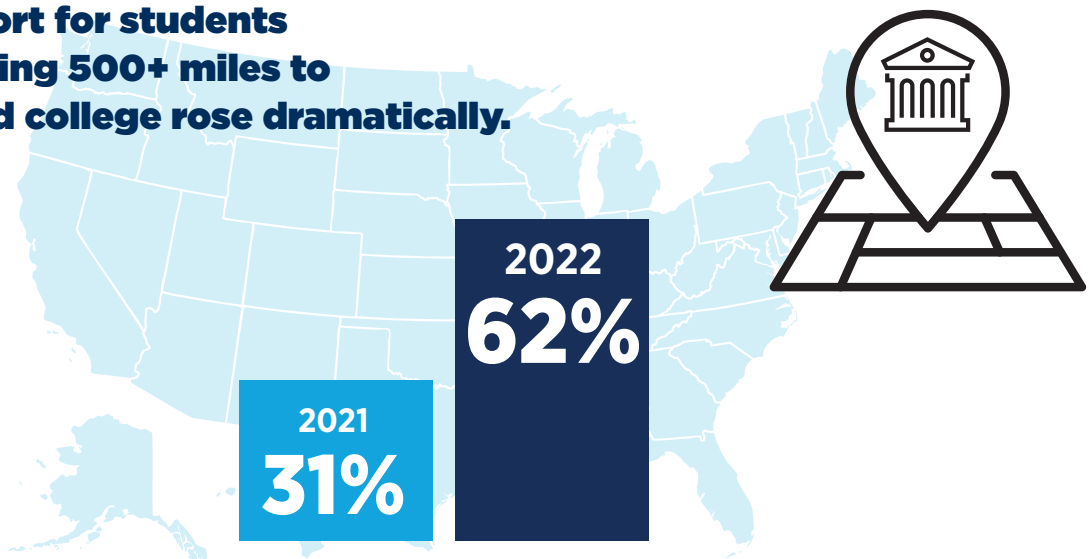 ort for students
ing 500+ miles to
d college rose dramatically.
2022
62%
2021
31%